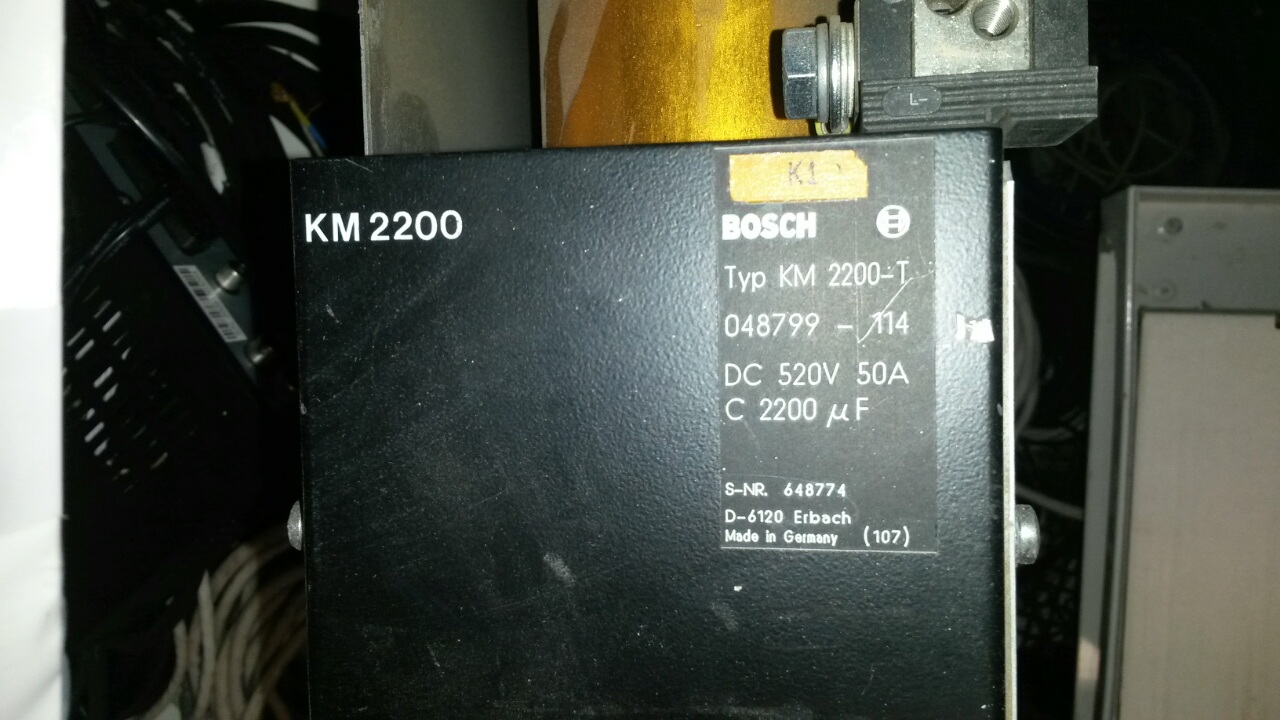 L-
K1
KM 2200
BOSCH
Typ KM 2200-T
048799 - 114
DC 520V 50A
C 2200 µF
S-NR. 648774
D-6120 Erbach
Made in Germany (107)